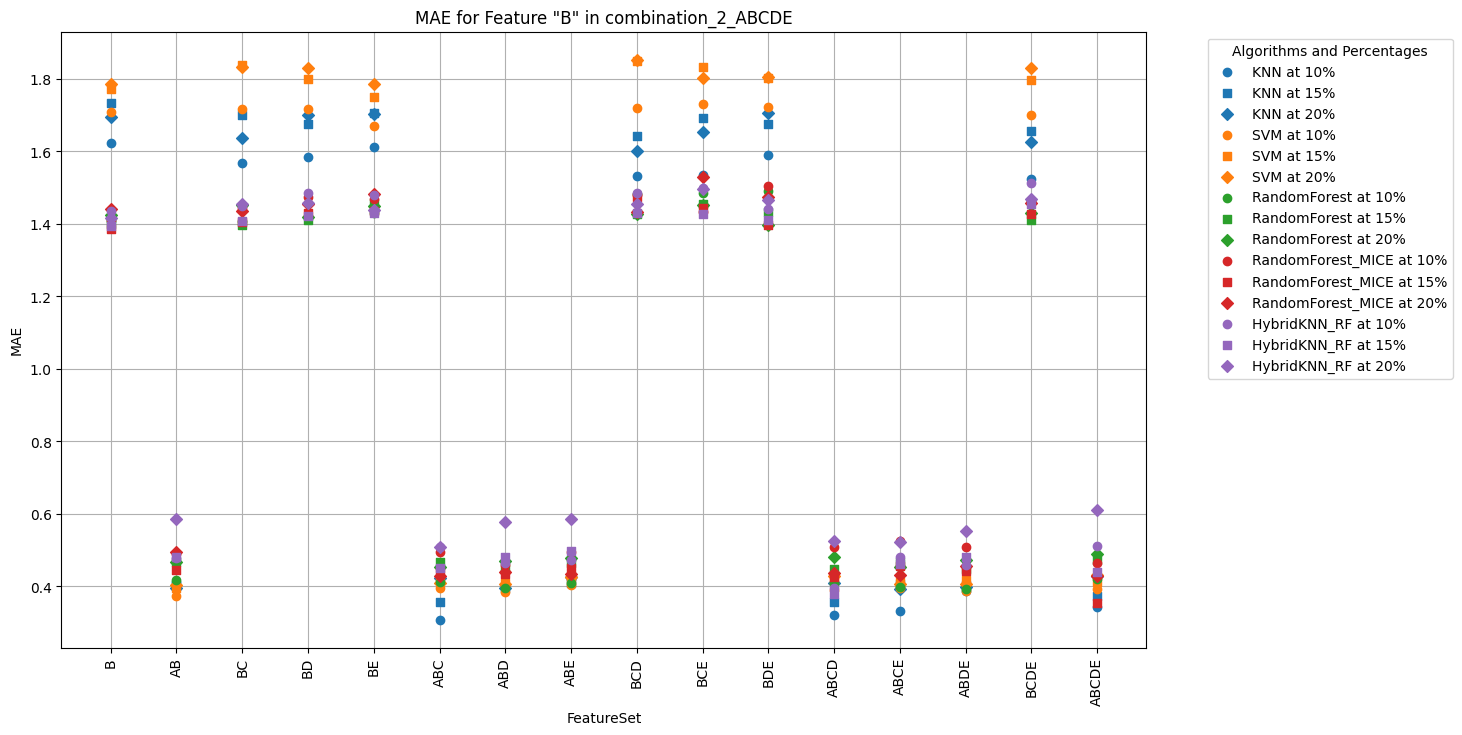 MAE for Feature "B" in combination_2_ABCDE
MAE
1.8
1.6
1.4
1.2
1.0
0.8
0.6
0.4
B
AB
BC
BD
BE
ABC
ABD
ABE
BCD
BCE
BDE
ABCD
ABCE
ABDE
BCDE
ABCDE
FeatureSet
Algorithms and Percentages
KNN at 10%
KNN at 15%
KNN at 20%
SVM at 10%
SVM at 15%
SVM at 20%
RandomForest at 10%
RandomForest at 15%
RandomForest at 20%
RandomForest_MICE at 10%
RandomForest_MICE at 15%
RandomForest_MICE at 20%
HybridKNN_RF at 10%
HybridKNN_RF at 15%
HybridKNN_RF at 20%